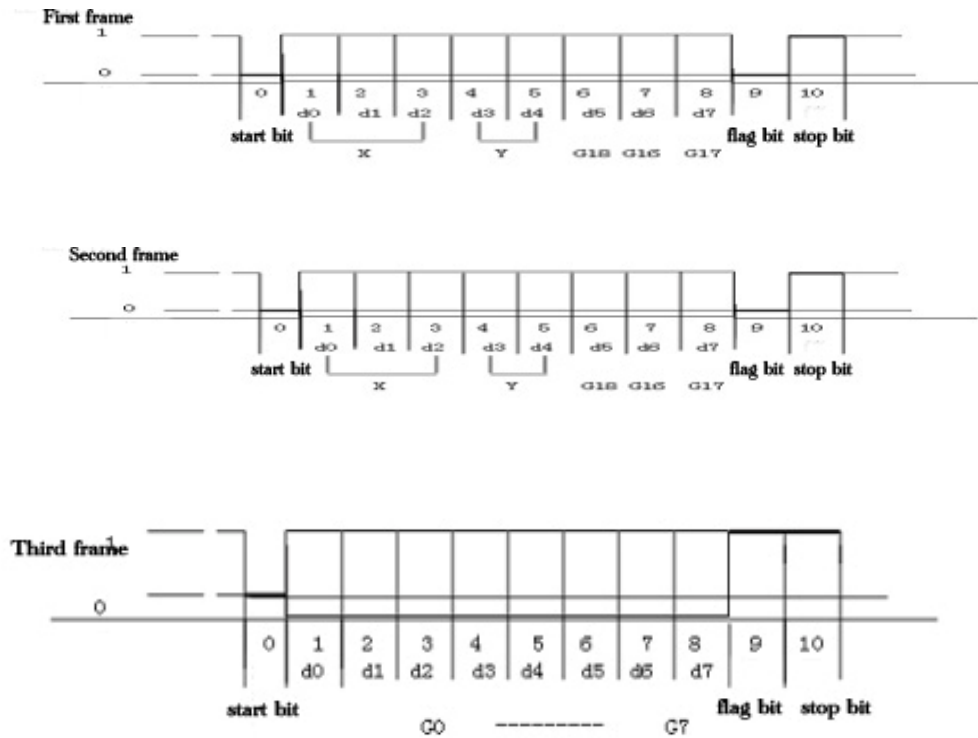 First frame
1
0
0 1 2 3 4 5 6 7 8 9 10
d0 d1 d2 d3 d4 d5 d6 d7
start bit flag bit stop bit
X Y G18 G16 G17
Second frame
1
0
0 1 2 3 4 5 6 7 8 9 10
d0 d1 d2 d3 d4 d5 d6 d7
start bit flag bit stop bit
X Y G18 G16 G17
1
Third frame
0
0 1 2 3 4 5 6 7 8 9 10
d0 d1 d2 d3 d4 d5 d6 d7
start bit flag bit stop bit
G0 --------- G7